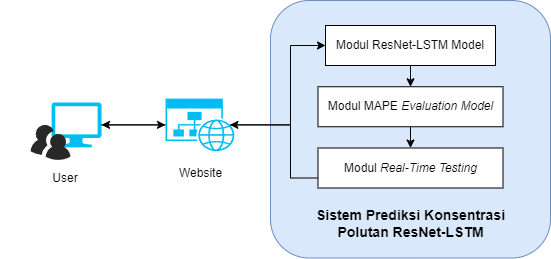 Modul ResNet-LSTM Model
Modul MAPE Evaluation Model
Modul Real-Time Testing
User
Website
Sistem Prediksi Konsentrasi
Polutan ResNet-LSTM